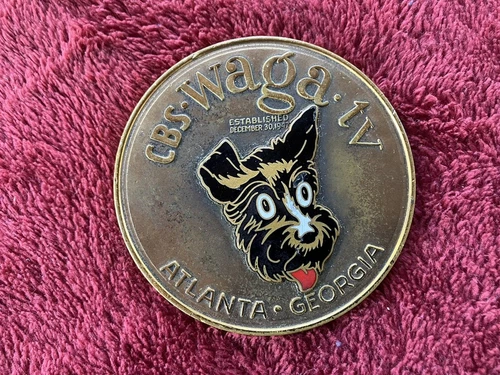 CBS·waga·tv
ESTABLISHED
DECEMBER 30,
ATLANTA · GEORGIA